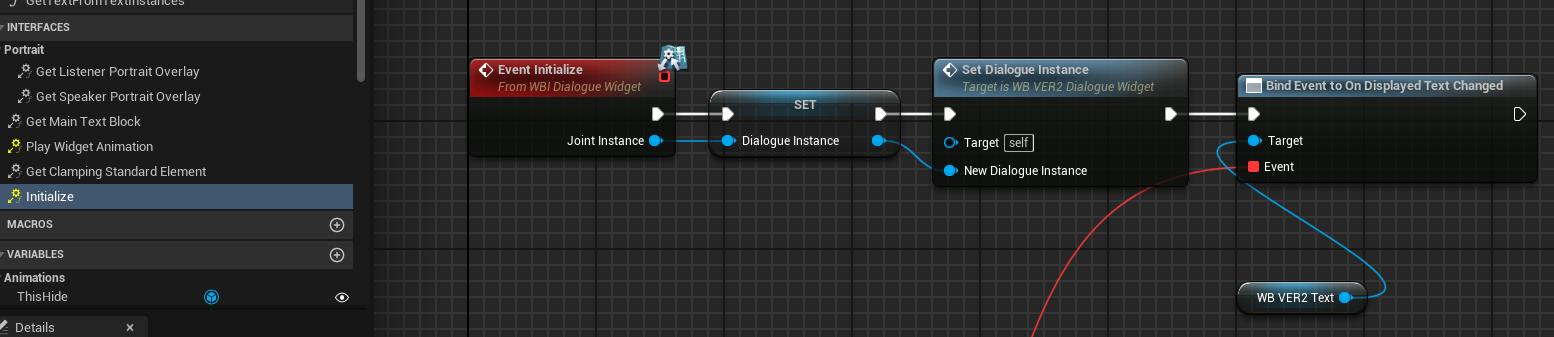 GetTextFromTextInstances
INTERFACES
Portrait
Get Listener Portrait Overlay
Get Speaker Portrait Overlay
Get Main Text Block
Play Widget Animation
Get Clamping Standard Element
Initialize
MACROS
VARIABLES
Animations
ThisHide
Details
Event Initialize
From WBI Dialogue Widget
Joint Instance
SET
Dialogue Instance
Set Dialogue Instance
Target is WB VER2 Dialogue Widget
Target self
New Dialogue Instance
Bind Event to On Displayed Text Changed
Target
Event
WB VER2 Text